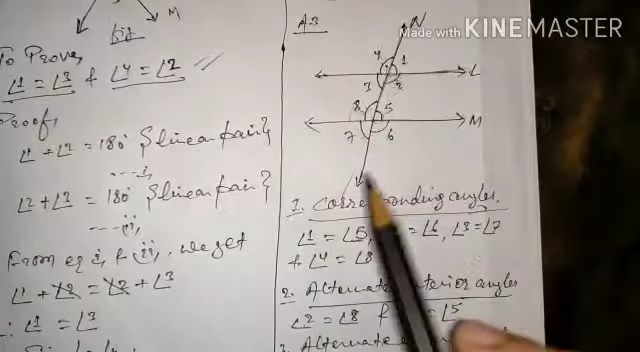 M
fig
To Prove,
∠1 = ∠3 & ∠4 = ∠2
Proof,
∠1 + ∠2 = 180° {linear pair}
--- i,
∠2 + ∠3 = 180° {linear pair}
--- ii,
From eq i, & ii, we get
∠1 + ∠2 = ∠2 + ∠3
∴ ∠1 = ∠3
A3
N
Made with KINEMASTER
4 1
L
3 2
8 5
M
7 6
1. Corresponding angles.
∠1 = ∠5, = ∠6, ∠3 = ∠7
& ∠4 = ∠8
2. Alternate interior angles
∠2 = ∠8 & = ∠5
3. Alternate